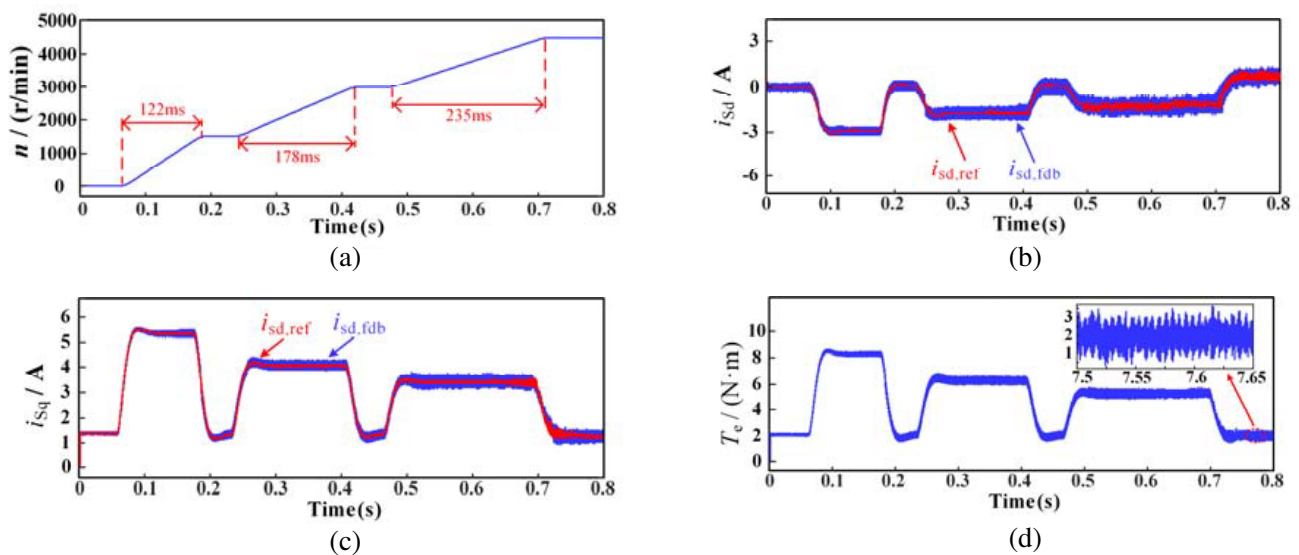 5000
4000
3000
2000
1000
0
n / (r/min)
122ms
178ms
235ms
0 0.1 0.2 0.3 0.4 0.5 0.6 0.7 0.8
Time(s)
(a)
3
0
-3
-6
iSd / A
isd,ref
isd,fdb
0 0.1 0.2 0.3 0.4 0.5 0.6 0.7 0.8
Time(s)
(b)
6
5
4
3
2
1
0
iSq / A
isd,ref
isd,fdb
0 0.1 0.2 0.3 0.4 0.5 0.6 0.7 0.8
Time(s)
(c)
10
8
6
4
2
0
Te / (N·m)
3
2
1
7.5 7.55 7.6 7.65
0 0.1 0.2 0.3 0.4 0.5 0.6 0.7 0.8
Time(s)
(d)